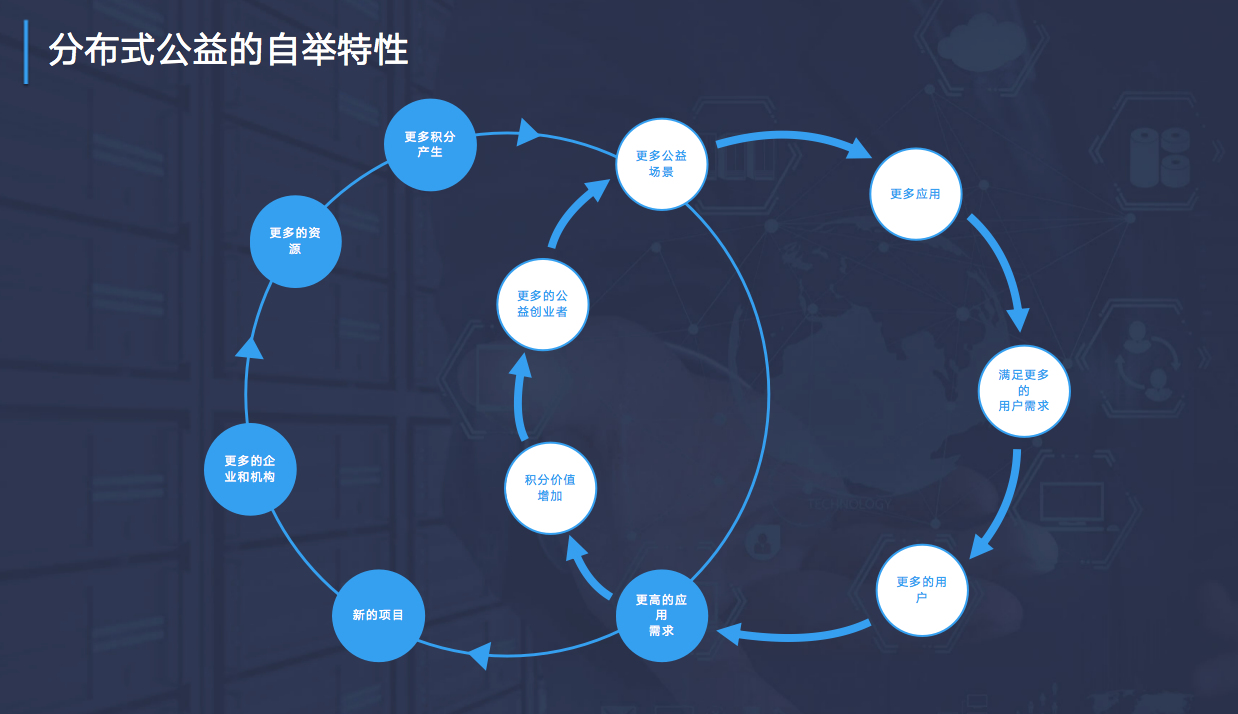 分布式公益的自举特性
更多积分
产生
更多公益
场景
更多应用
更多的资
源
更多的公
益创业者
满足更多
的
用户需求
更多的企
业和机构
积分价值
增加
更多的用
户
新的项目
更高的应
用
需求